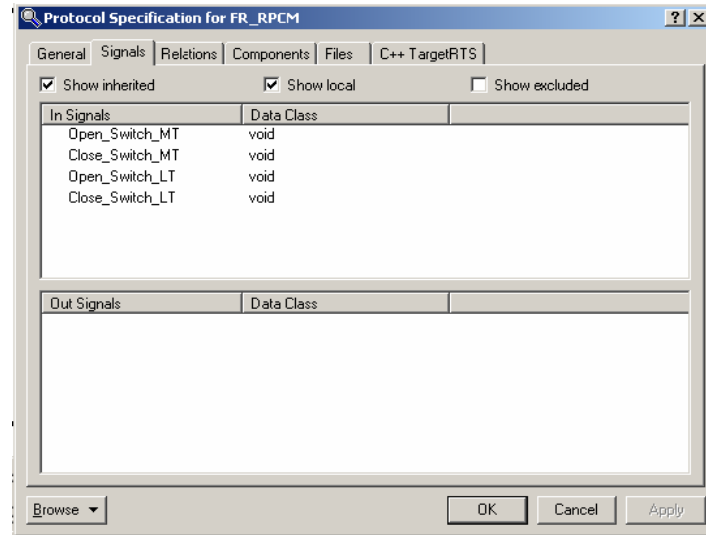 Protocol Specification for FR_RPCM ? X
General Signals Relations Components Files C++ TargetRTS
Show inherited Show local Show excluded
In Signals Data Class
Open_Switch_MT void
Close_Switch_MT void
Open_Switch_LT void
Close_Switch_LT void
Out Signals Data Class
Browse OK Cancel Apply